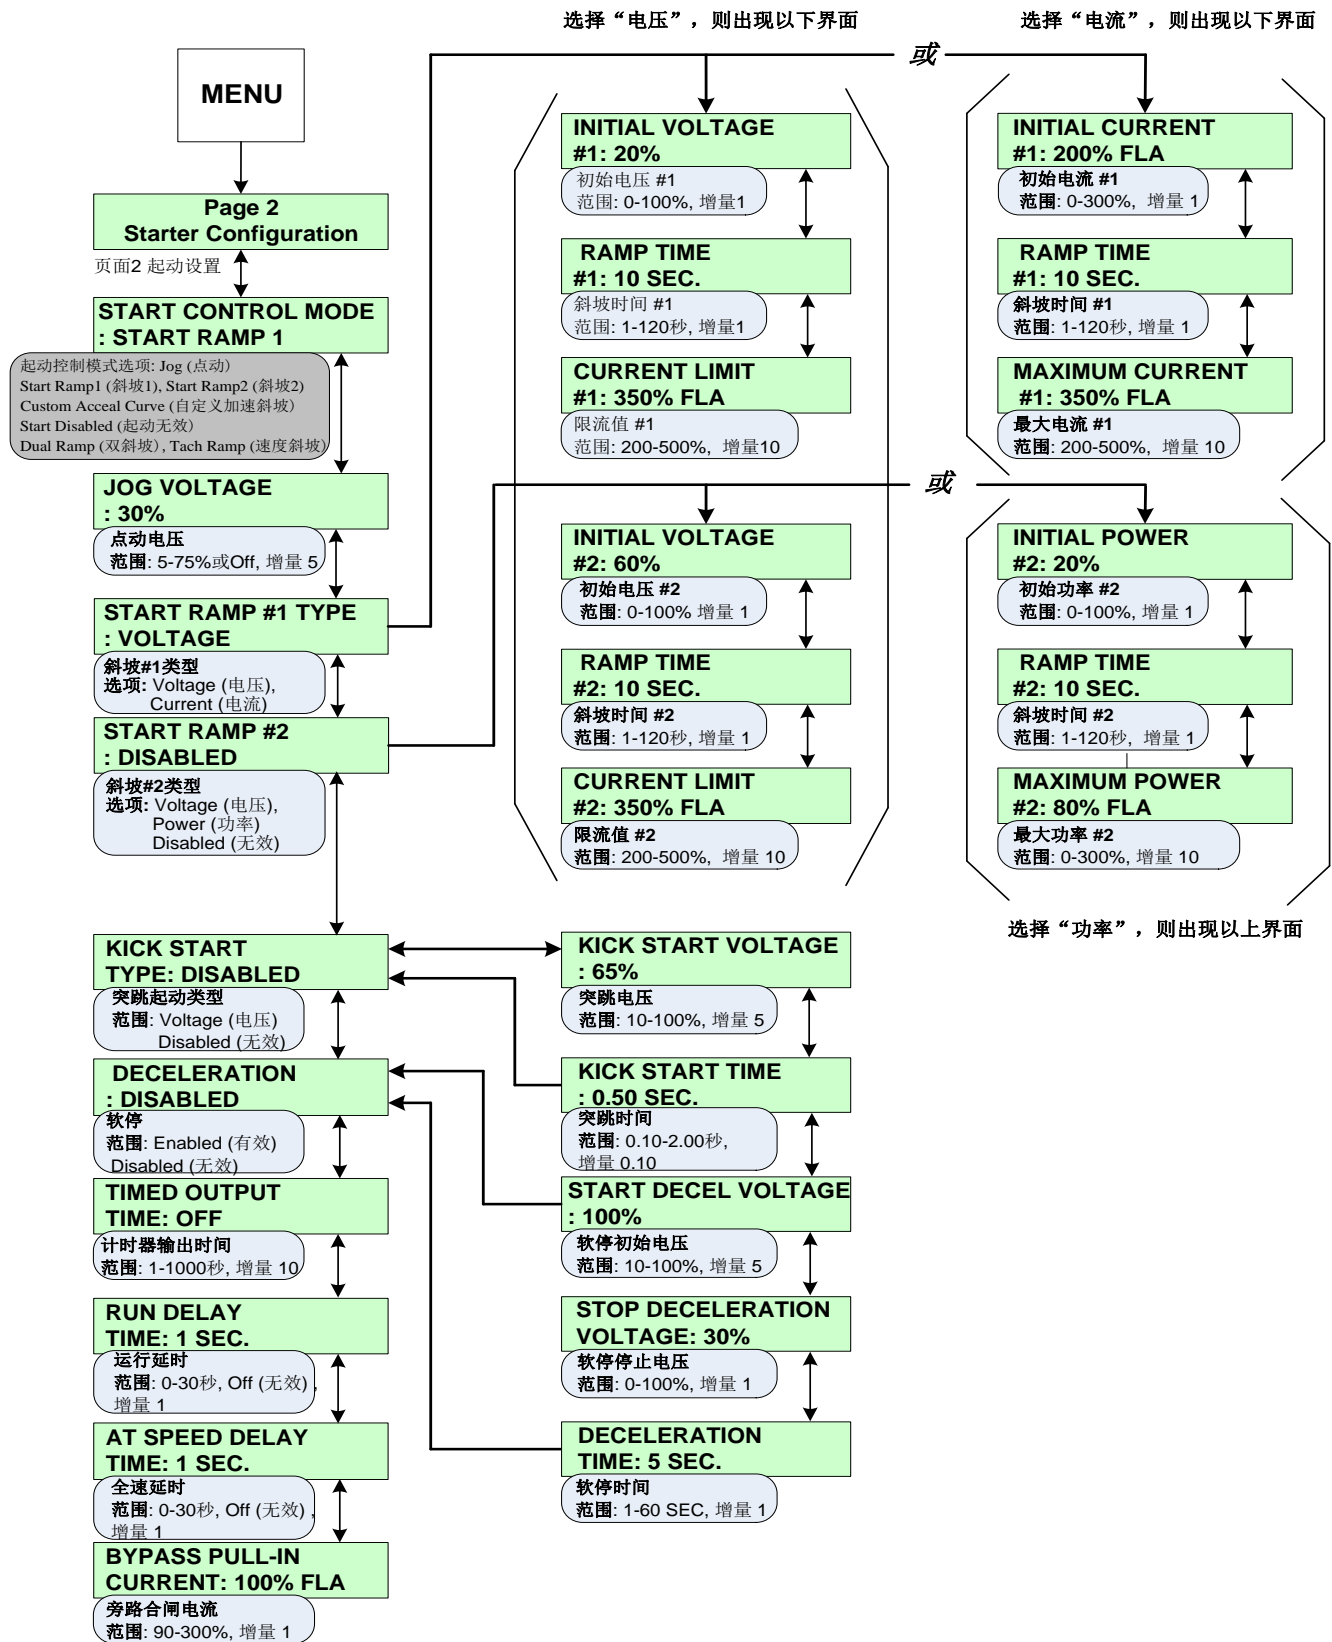 选择“电压”，则出现以下界面
选择“电流”，则出现以下界面
或
MENU
Page 2
Starter Configuration
页面2 起动设置
START CONTROL MODE
: START RAMP 1
起动控制模式选项: Jog (点动)
Start Ramp1 (斜坡1), Start Ramp2 (斜坡2)
Custom Acceal Curve (自定义加速斜坡)
Start Disabled (起动无效)
Dual Ramp (双斜坡), Tach Ramp (速度斜坡)
JOG VOLTAGE
: 30%
点动电压
范围: 5-75%或Off, 增量 5
START RAMP #1 TYPE
: VOLTAGE
斜坡#1类型
选项: Voltage (电压),
Current (电流)
START RAMP #2
: DISABLED
斜坡#2类型
选项: Voltage (电压),
Power (功率)
Disabled (无效)
INITIAL VOLTAGE
#1: 20%
初始电压 #1
范围: 0-100%, 增量1
RAMP TIME
#1: 10 SEC.
斜坡时间 #1
范围: 1-120秒, 增量1
CURRENT LIMIT
#1: 350% FLA
限流值 #1
范围: 200-500%, 增量10
INITIAL CURRENT
#1: 200% FLA
初始电流 #1
范围: 0-300%, 增量 1
RAMP TIME
#1: 10 SEC.
斜坡时间 #1
范围: 1-120秒, 增量 1
MAXIMUM CURRENT
#1: 350% FLA
最大电流 #1
范围: 200-500%, 增量 10
或
INITIAL VOLTAGE
#2: 60%
初始电压 #2
范围: 0-100% 增量 1
RAMP TIME
#2: 10 SEC.
斜坡时间 #2
范围: 1-120秒, 增量 1
CURRENT LIMIT
#2: 350% FLA
限流值 #2
范围: 200-500%, 增量 10
INITIAL POWER
#2: 20%
初始功率 #2
范围: 0-100%, 增量 1
RAMP TIME
#2: 10 SEC.
斜坡时间 #2
范围: 1-120秒, 增量 1
MAXIMUM POWER
#2: 80% FLA
最大功率 #2
范围: 0-300%, 增量 10
选择“功率”，则出现以上界面
KICK START
TYPE: DISABLED
突跳起动类型
范围: Voltage (电压)
Disabled (无效)
DECELERATION
: DISABLED
软停
范围: Enabled (有效)
Disabled (无效)
TIMED OUTPUT
TIME: OFF
计时器输出时间
范围: 1-1000秒, 增量 10
RUN DELAY
TIME: 1 SEC.
运行延时
范围: 0-30秒, Off (无效) ,
增量 1
AT SPEED DELAY
TIME: 1 SEC.
全速延时
范围: 0-30秒, Off (无效) ,
增量 1
BYPASS PULL-IN
CURRENT: 100% FLA
旁路合闸电流
范围: 90-300%, 增量 1
KICK START VOLTAGE
: 65%
突跳电压
范围: 10-100%, 增量 5
KICK START TIME
: 0.50 SEC.
突跳时间
范围: 0.10-2.00秒,
增量 0.10
START DECEL VOLTAGE
: 100%
软停初始电压
范围: 10-100%, 增量 5
STOP DECELERATION
VOLTAGE: 30%
软停停止电压
范围: 0-100%, 增量 1
DECELERATION
TIME: 5 SEC.
软停时间
范围: 1-60 SEC, 增量 1